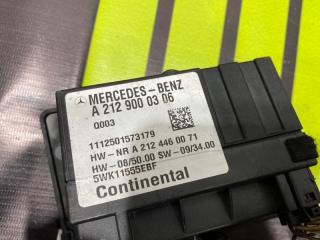 MERCEDES-BENZ
A 212 900 03 06
Q003
1112501573179
HW-NR A 212 446 00 71
HW-08/50.00 SW-09/34.00
5WK11555EBF
Continental